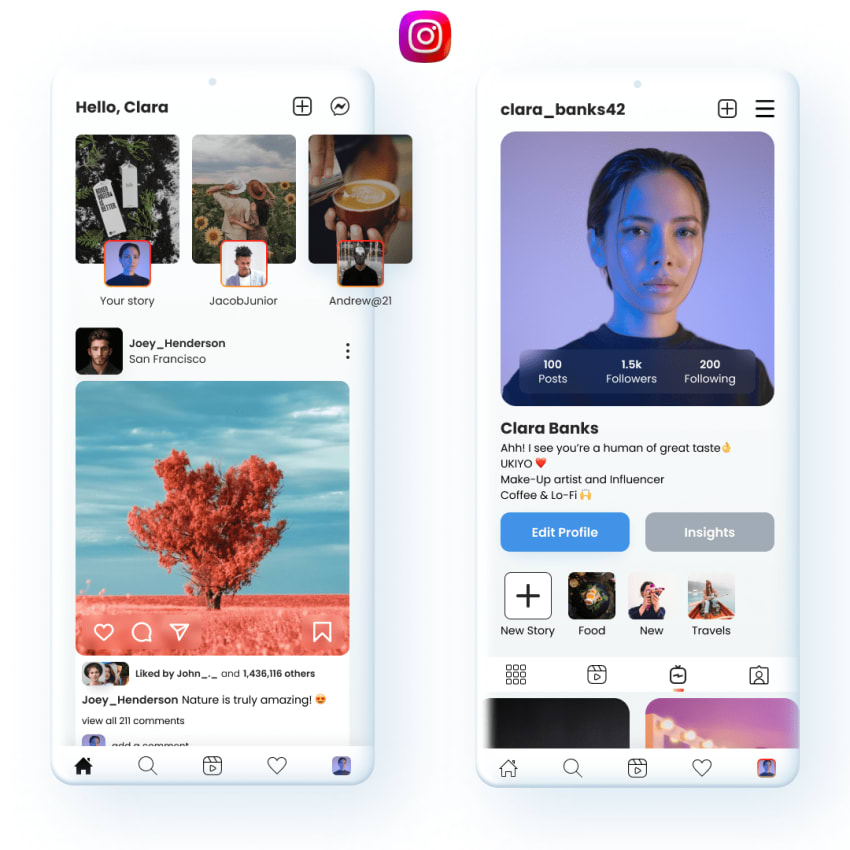 Hello, Clara
Your story
JacobJunior
Andrew@21
Joey_Henderson
San Francisco
Liked by John_._ and 1,436,116 others
Joey_Henderson Nature is truly amazing! 😍
view all 211 comments
add a comment
clara_banks42
100
1.5k
200
Posts
Followers
Following
Clara Banks
Ahh! I see you’re a human of great taste👌
UKIYO ❤️
Make-Up artist and Influencer
Coffee & Lo-Fi 🙌
Edit Profile
Insights
New Story
Food
New
Travels